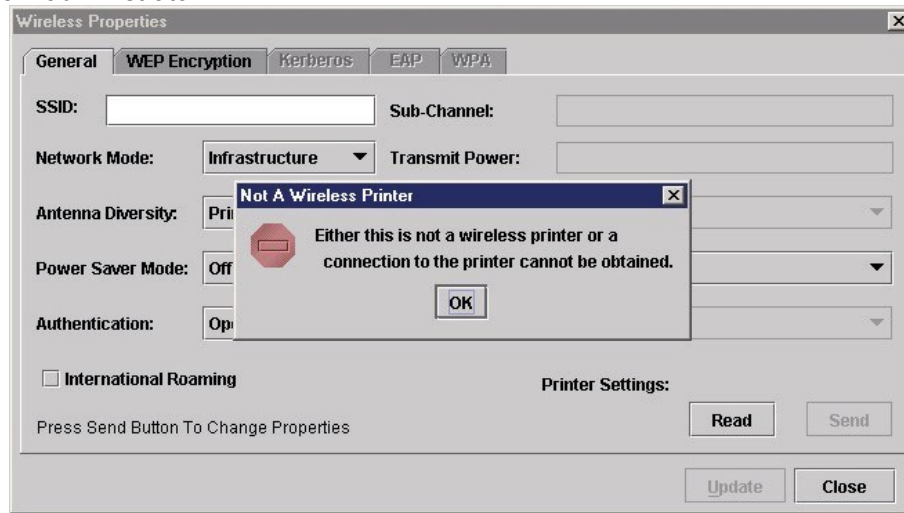 Wireless Properties
General WEP Encryption Kerberos EAP WPA
SSID: Sub-Channel:
Network Mode: Infrastructure Transmit Power:
Not A Wireless Printer
Antenna Diversity:
Either this is not a wireless printer or a
connection to the printer cannot be obtained.
Power Saver Mode: Off
OK
Authentication:
International Roaming
Printer Settings:
Press Send Button To Change Properties
Read Send
Update Close